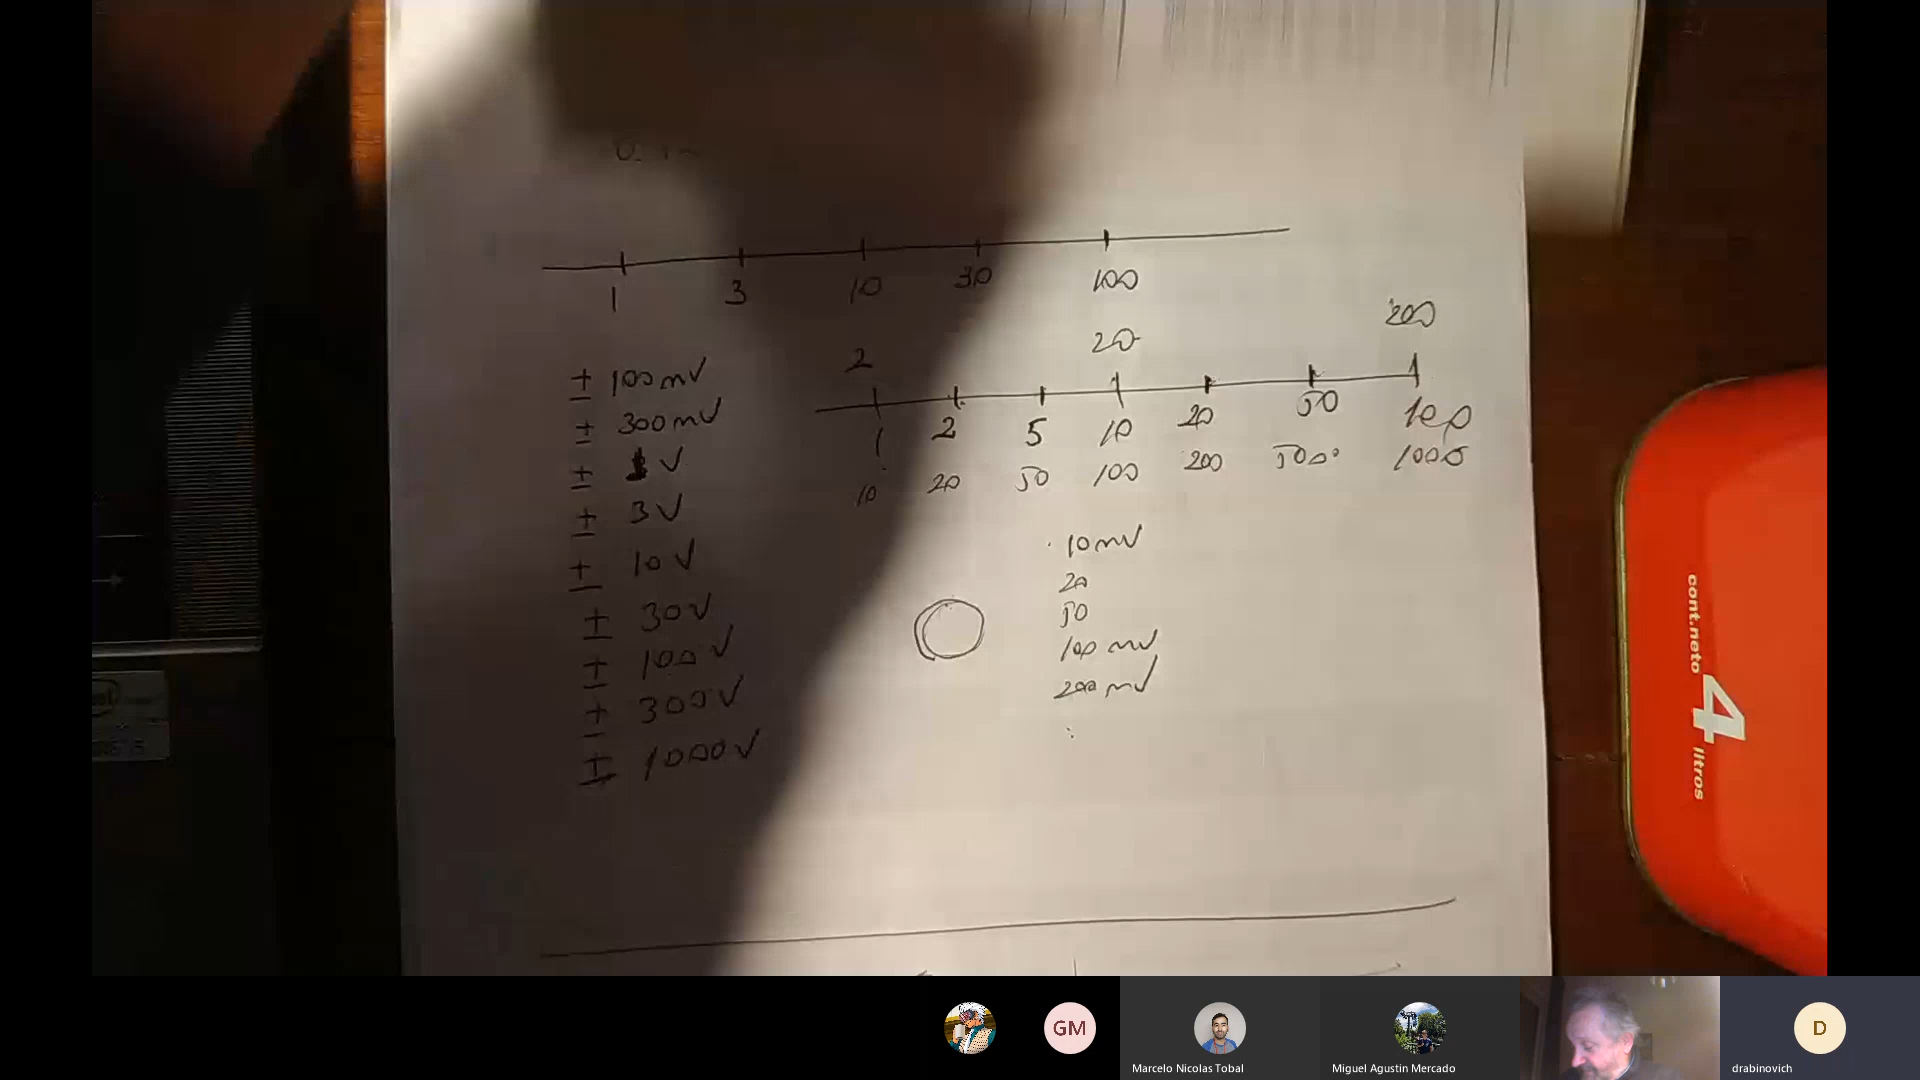 1 3 10 30 100
± 100mV
± 300mV
± 1V
± 3V
± 10V
± 30V
± 100V
± 300V
± 1000V
2 20 200
1 2 5 10 20 50 100
10 20 50 100 200 500 1000
10mV
20
50
100 mV
200 mV
:
cont.neto
4
litros
GM
Marcelo Nicolas Tobal
Miguel Agustin Mercado
D
drabinovich